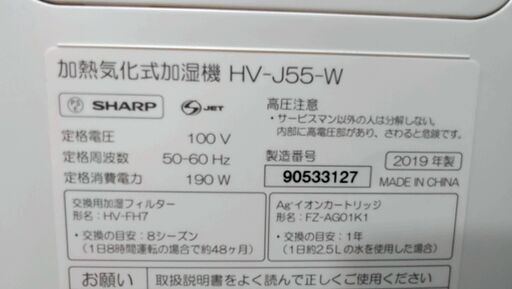 加熱気化式加湿機 HV-J55-W
SHARP
S JET
定格電圧 100 V
定格周波数 50-60 Hz
定格消費電力 190 W
高圧注意
・サービスマン以外の人は分解しない。
内部に高電圧部があり、さわると危険です。
製造番号 2019 年製
90533127 MADE IN CHINA
交換用加湿フィルター
形名：HV-FH7
・交換の目安：8シーズン
（1日8時間運転の場合で約48ヶ月）
Ag⁺イオンカートリッジ
形名：FZ-AG01K1
・交換の目安：1年
（1日約2.5Lの水を使用した場合）
お願い 取扱説明書をよく読んで正しくご使用ください